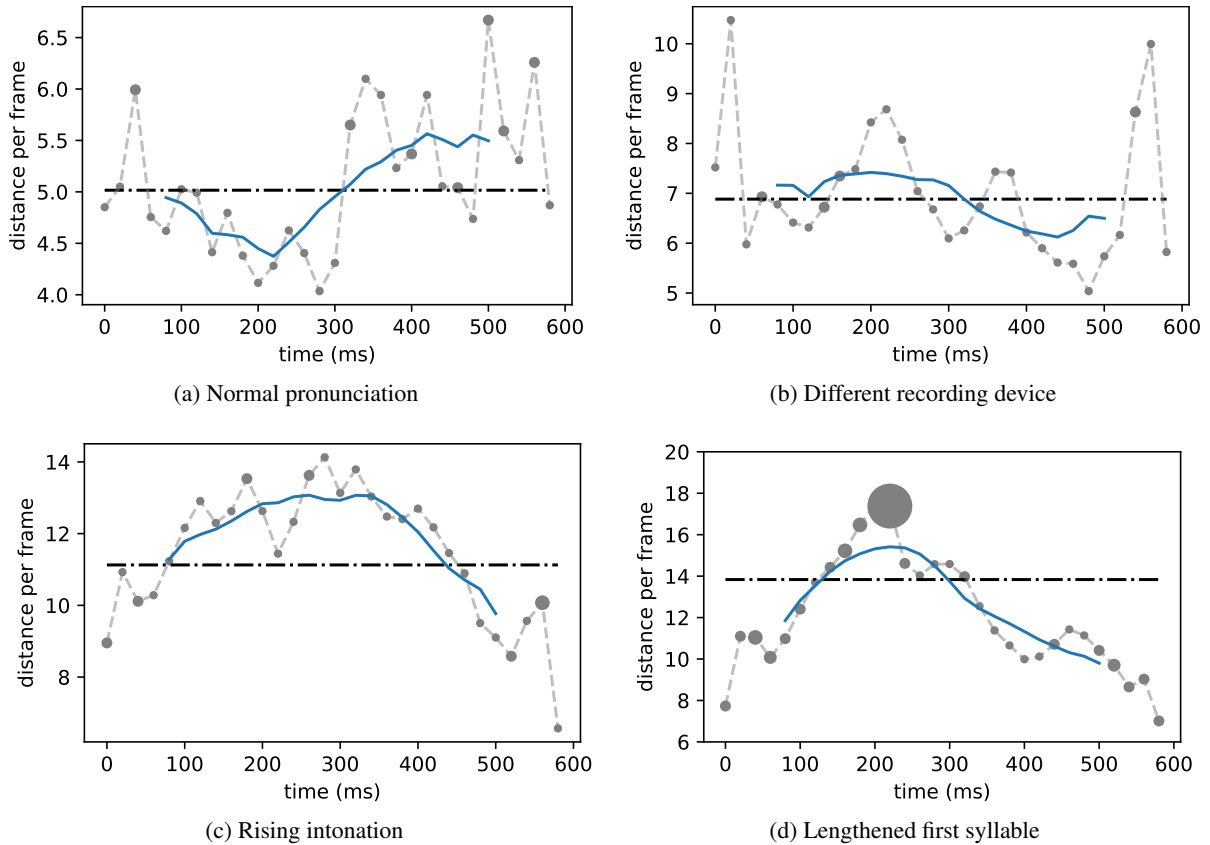 6.5
6.0
5.5
5.0
4.5
4.0
distance per frame
0 100 200 300 400 500 600
time (ms)
(a) Normal pronunciation
10
9
8
7
6
5
distance per frame
0 100 200 300 400 500 600
time (ms)
(b) Different recording device
14
12
10
8
distance per frame
0 100 200 300 400 500 600
time (ms)
(c) Rising intonation
20
18
16
14
12
10
8
6
distance per frame
0 100 200 300 400 500 600
time (ms)
(d) Lengthened first syllable